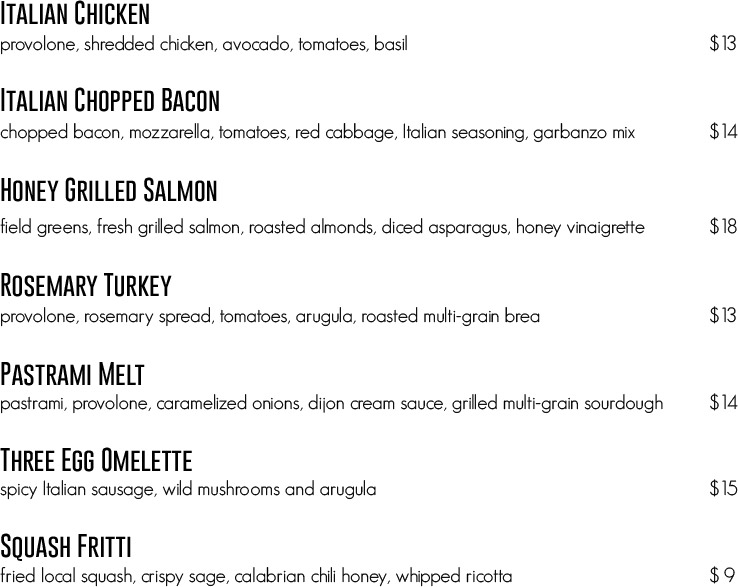 ITALIAN CHICKEN
provolone, shredded chicken, avocado, tomatoes, basil $13
ITALIAN CHOPPED BACON
chopped bacon, mozzarella, tomatoes, red cabbage, Italian seasoning, garbanzo mix $14
HONEY GRILLED SALMON
field greens, fresh grilled salmon, roasted almonds, diced asparagus, honey vinaigrette $18
ROSEMARY TURKEY
provolone, rosemary spread, tomatoes, arugula, roasted multi-grain brea $13
PASTRAMI MELT
pastrami, provolone, caramelized onions, dijon cream sauce, grilled multi-grain sourdough $14
THREE EGG OMELETTE
spicy Italian sausage, wild mushrooms and arugula $15
SQUASH FRITTI
fried local squash, crispy sage, calabrian chili honey, whipped ricotta $ 9